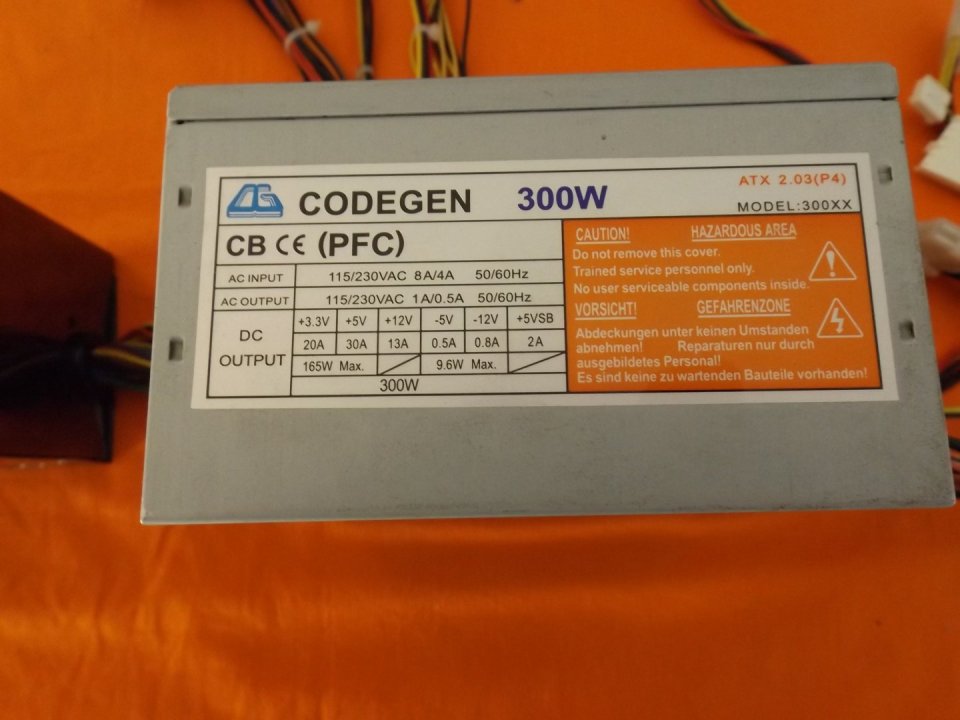 CODEGEN 300W
ATX 2.03(P4)
MODEL:300XX
CB CE (PFC)
AC INPUT 115/230VAC 8A/4A 50/60Hz
AC OUTPUT 115/230VAC 1A/0.5A 50/60Hz
DC OUTPUT
+3.3V +5V +12V -5V -12V +5VSB
20A 30A 13A 0.5A 0.8A 2A
165W Max. 9.6W Max.
300W
CAUTION! HAZARDOUS AREA
Do not remove this cover.
Trained service personnel only.
No user serviceable components inside.
VORSICHT! GEFAHRENZONE
Abdeckungen unter keinen Umstanden
abnehmen! Reparaturen nur durch
ausgebildetes Personal!
Es sind keine zu wartenden Bauteile vorhanden!